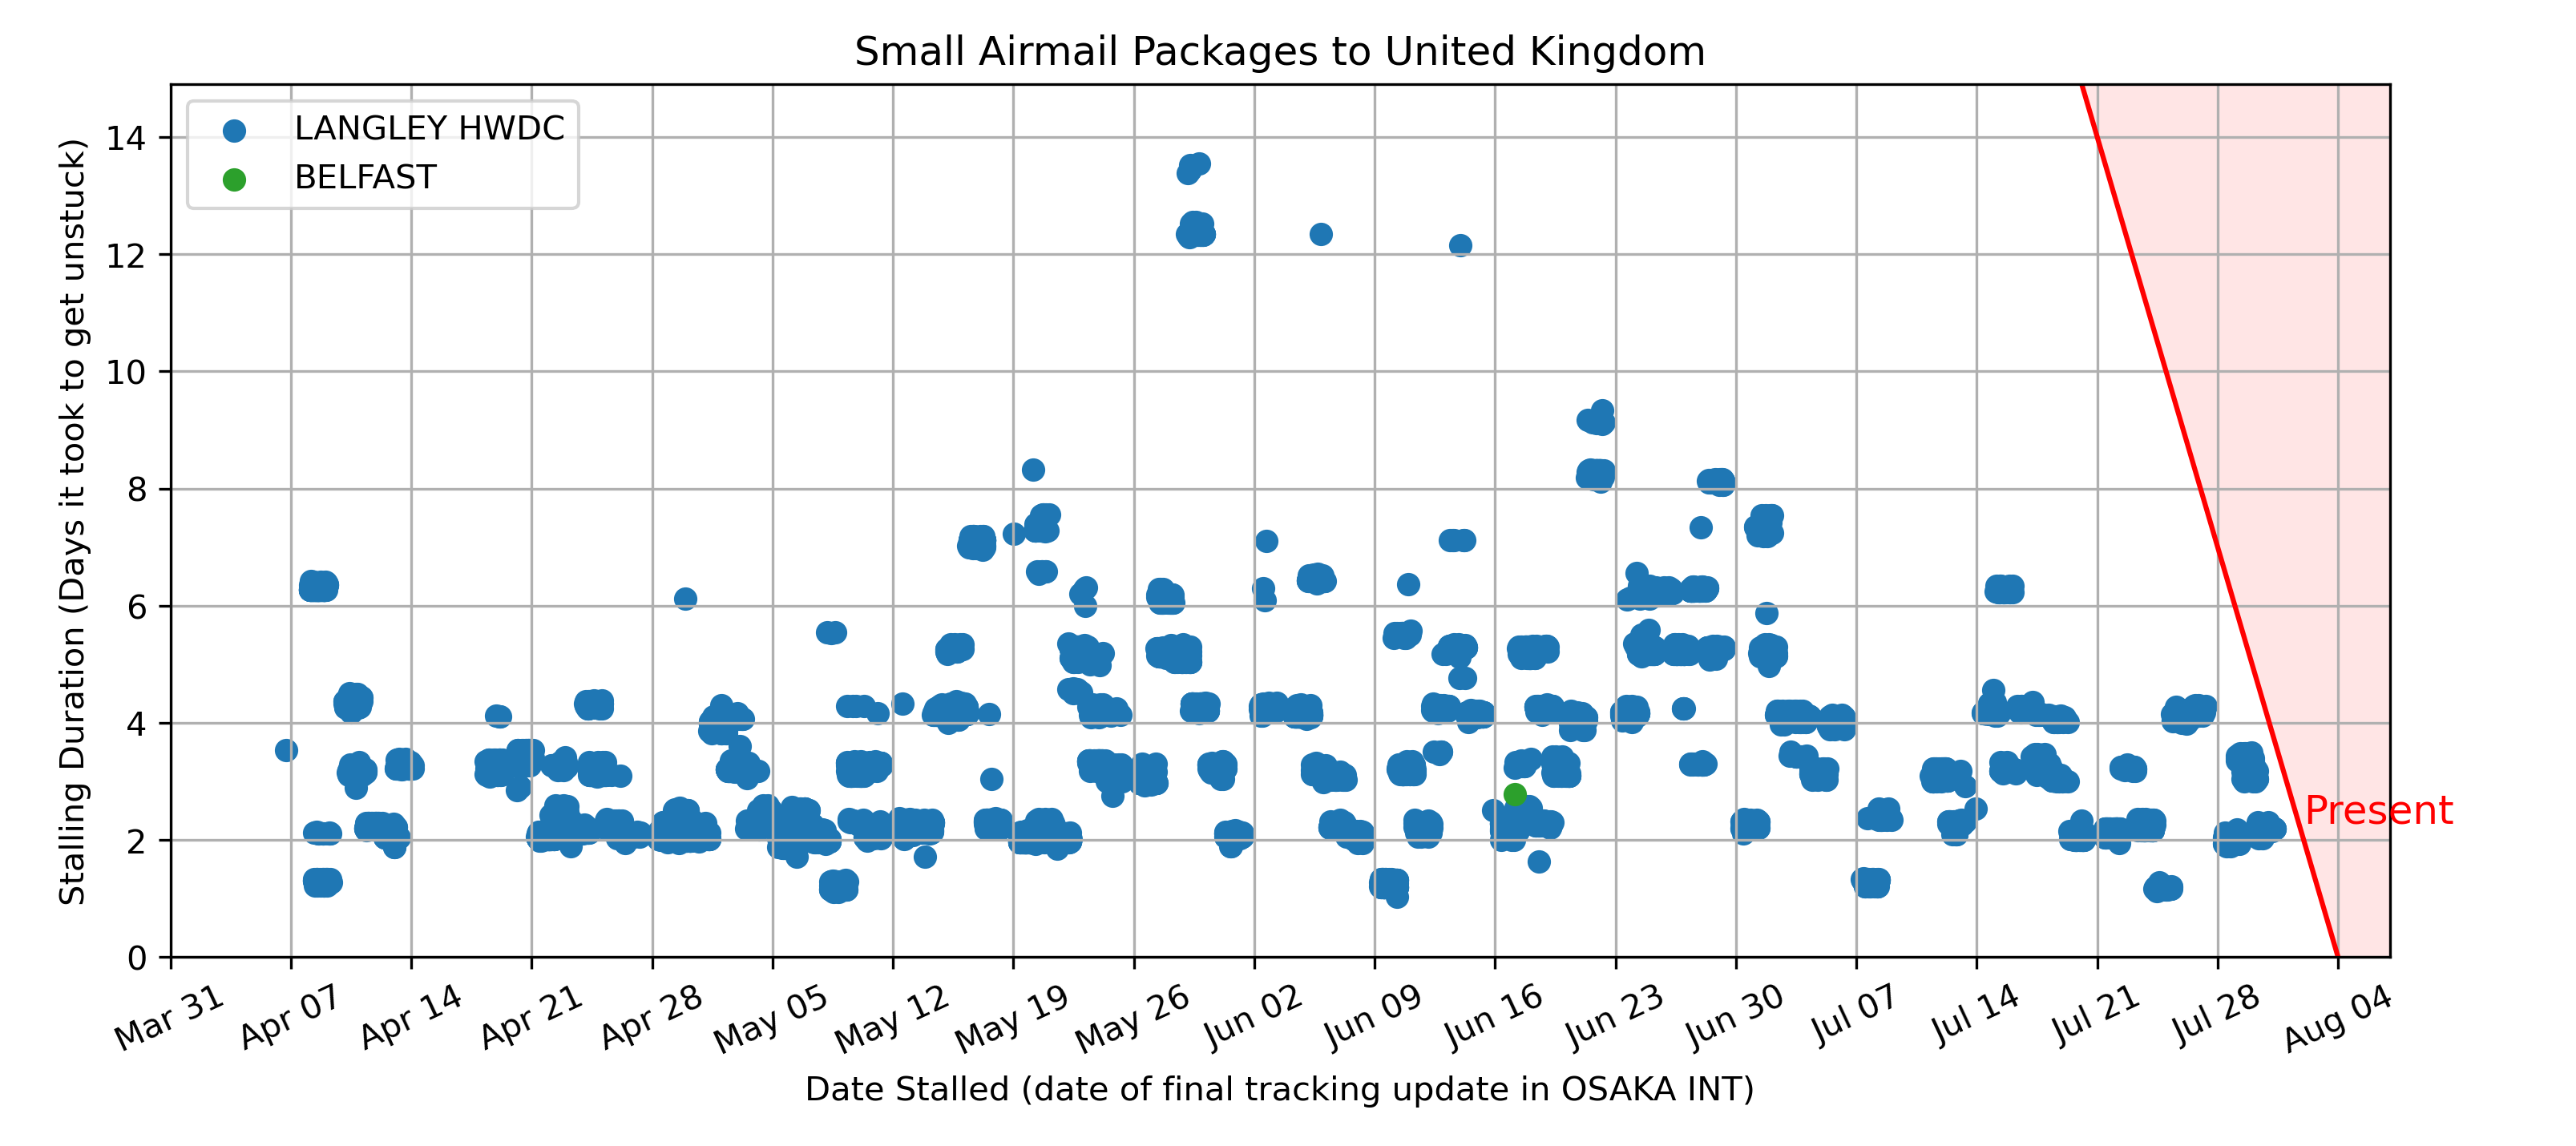 Small Airmail Packages to United Kingdom
LANGLEY HWDC
BELFAST
Stalling Duration (Days it took to get unstuck)
14
12
10
8
6
4
2
0
Present
Mar 31
Apr 07
Apr 14
Apr 21
Apr 28
May 05
May 12
May 19
May 26
Jun 02
Jun 09
Jun 16
Jun 23
Jun 30
Jul 07
Jul 14
Jul 21
Jul 28
Aug 04
Date Stalled (date of final tracking update in OSAKA INT)